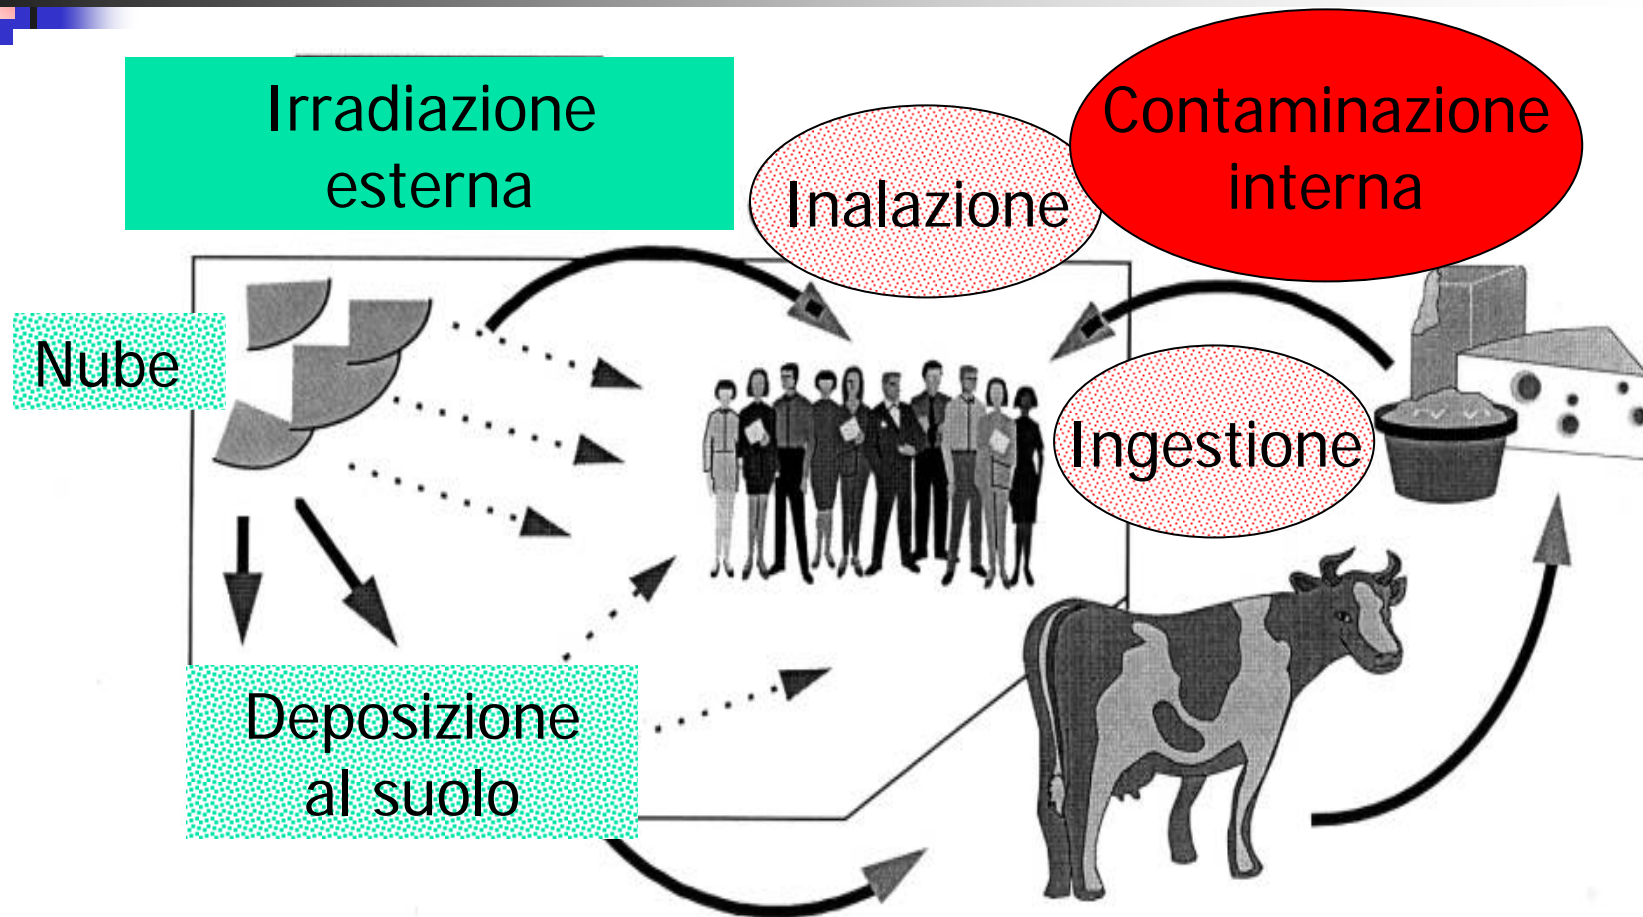 Irradiazione
esterna
Inalazione
Contaminazione
interna
Nube
Ingestione
Deposizione
al suolo